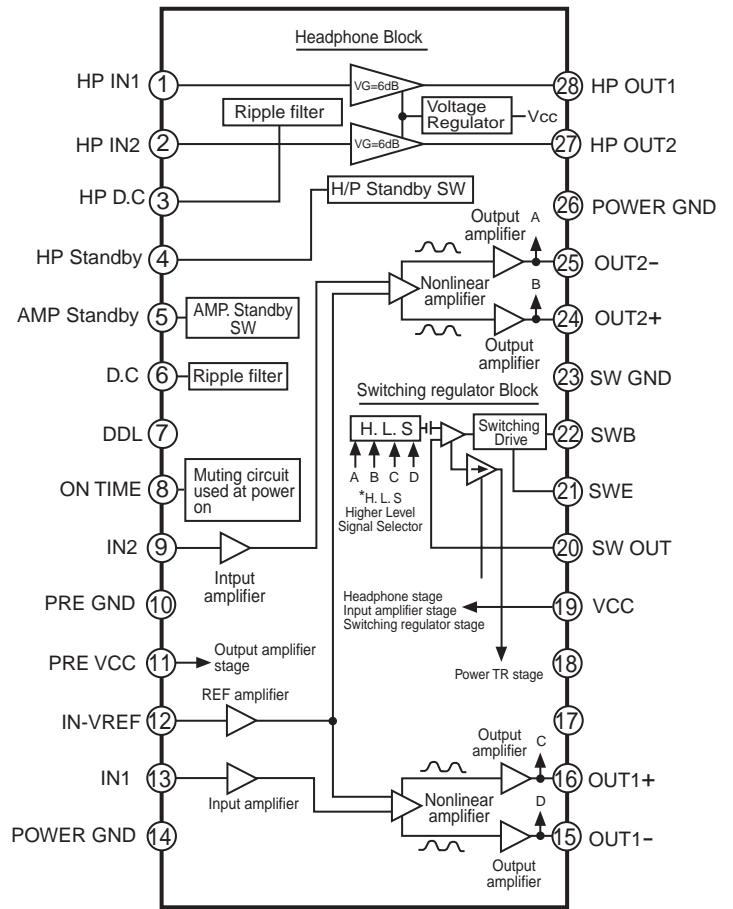 Headphone Block
HP IN1 1
VG=6dB
28 HP OUT1
Ripple filter
Voltage
Regulator
Vcc
HP IN2 2
VG=6dB
27 HP OUT2
HP D.C 3
H/P Standby SW
26 POWER GND
HP Standby 4
Output
amplifier
A
25 OUT2−
Nonlinear
amplifier
B
AMP Standby 5
AMP. Standby
SW
24 OUT2+
Output
amplifier
D.C 6
Ripple filter
23 SW GND
Switching regulator Block
DDL 7
H. L. S
Switching
Drive
22 SWB
A B C D
*H. L. S
Higher Level
Signal Selector
ON TIME 8
Muting circuit
used at power
on
21 SWE
IN2 9
Intput
amplifier
20 SW OUT
PRE GND 10
Headphone stage
Input amplifier stage
Switching regulator stage
19 VCC
PRE VCC 11
Output amplifier
stage
Power TR stage
18
REF amplifier
IN-VREF 12
17
Output
amplifier
C
IN1 13
Input amplifier
16 OUT1+
Nonlinear
amplifier
D
POWER GND 14
15 OUT1−
Output
amplifier